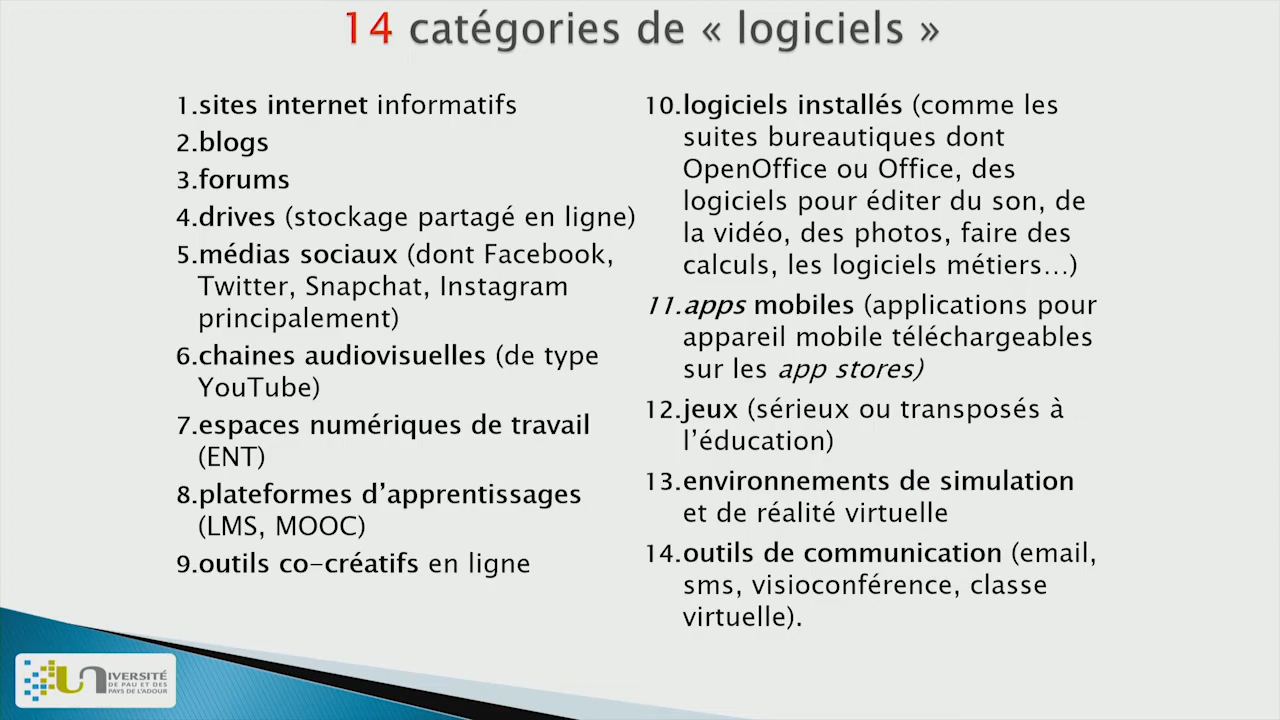 14 catégories de « logiciels »
1.sites internet informatifs
2.blogs
3.forums
4.drives (stockage partagé en ligne)
5.médias sociaux (dont Facebook,
Twitter, Snapchat, Instagram
principalement)
6.chaines audiovisuelles (de type
YouTube)
7.espaces numériques de travail
(ENT)
8.plateformes d’apprentissages
(LMS, MOOC)
9.outils co-créatifs en ligne
10.logiciels installés (comme les
suites bureautiques dont
OpenOffice ou Office, des
logiciels pour éditer du son, de
la vidéo, des photos, faire des
calculs, les logiciels métiers…)
11.apps mobiles (applications pour
appareil mobile téléchargeables
sur les app stores)
12.jeux (sérieux ou transposés à
l’éducation)
13.environnements de simulation
et de réalité virtuelle
14.outils de communication (email,
sms, visioconférence, classe
virtuelle).
UNIVERSITÉ
DE PAU ET DES
PAYS DE L'ADOUR